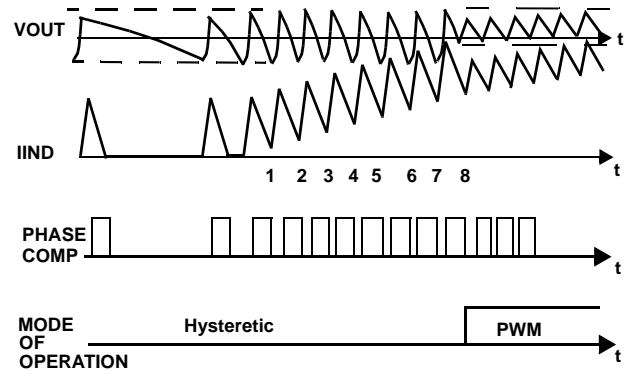 VOUT
t
IIND
t
1 2 3 4 5 6 7 8
PHASE
COMP
t
Hysteretic
PWM
MODE
OF
OPERATION
t